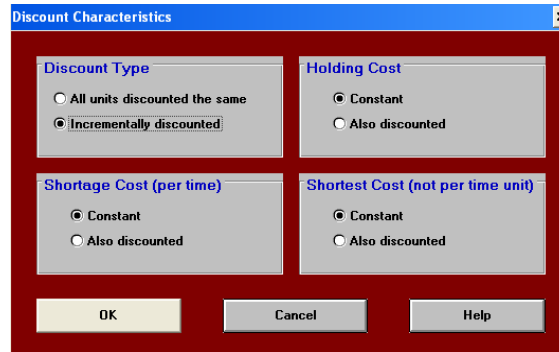 Discount Characteristics
Discount Type
All units discounted the same
Incrementally discounted
Holding Cost
Constant
Also discounted
Shortage Cost (per time)
Constant
Also discounted
Shortest Cost (not per time unit)
Constant
Also discounted
OK
Cancel
Help